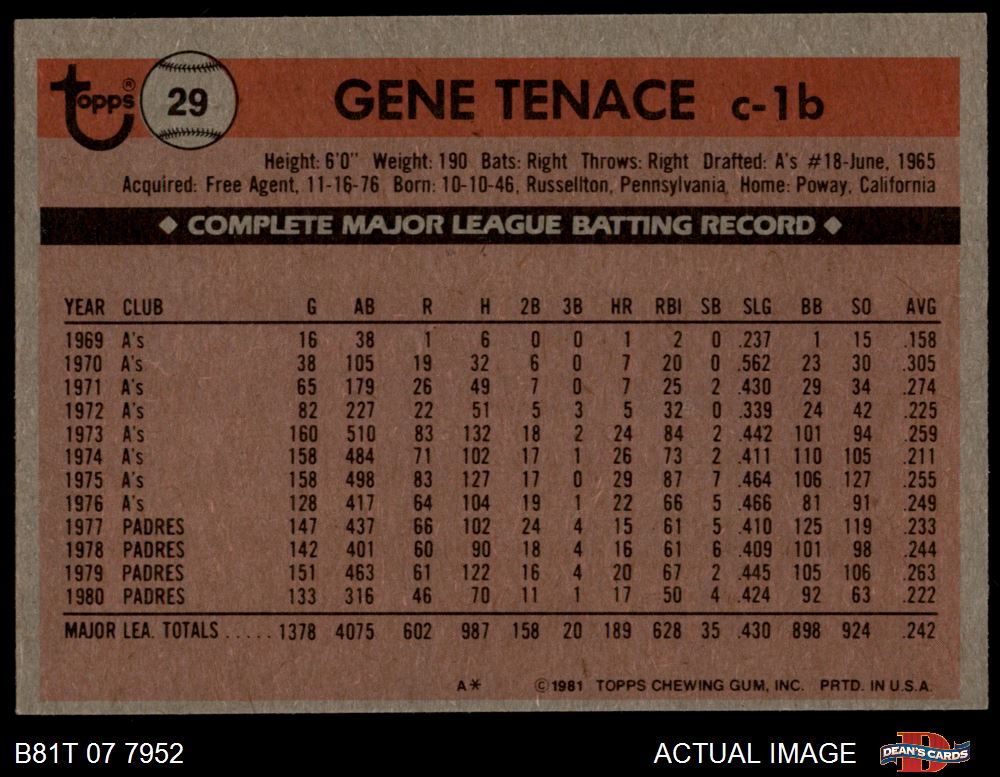 Topps®
29
GENE TENACE c-1b
Height: 6'0" Weight: 190 Bats: Right Throws: Right Drafted: A's #18-June, 1965
Acquired: Free Agent, 11-16-76 Born: 10-10-46, Russellton, Pennsylvania Home: Poway, California
◆ COMPLETE MAJOR LEAGUE BATTING RECORD ◆
YEAR CLUB G AB R H 2B 3B HR RBI SB SLG BB SO AVG
1969 A's 16 38 1 6 0 0 1 2 0 .237 1 15 .158
1970 A's 38 105 19 32 6 0 7 20 0 .562 23 30 .305
1971 A's 65 179 26 49 7 0 7 25 2 .430 29 34 .274
1972 A's 82 227 22 51 5 3 5 32 0 .339 24 42 .225
1973 A's 160 510 83 132 18 2 24 84 2 .442 101 94 .259
1974 A's 158 484 71 102 17 1 26 73 2 .411 110 105 .211
1975 A's 158 498 83 127 17 0 29 87 7 .464 106 127 .255
1976 A's 128 417 64 104 19 1 22 66 5 .466 81 91 .249
1977 PADRES 147 437 66 102 24 4 15 61 5 .410 125 119 .233
1978 PADRES 142 401 60 90 18 4 16 61 6 .409 101 98 .244
1979 PADRES 151 463 61 122 16 4 20 67 2 .445 105 106 .263
1980 PADRES 133 316 46 70 11 1 17 50 4 .424 92 63 .222
MAJOR LEA. TOTALS ..... 1378 4075 602 987 158 20 189 628 35 .430 898 924 .242
A* ©1981 TOPPS CHEWING GUM, INC. PRTD. IN U.S.A.
B81T 07 7952 ACTUAL IMAGE DEAN'S CARDS